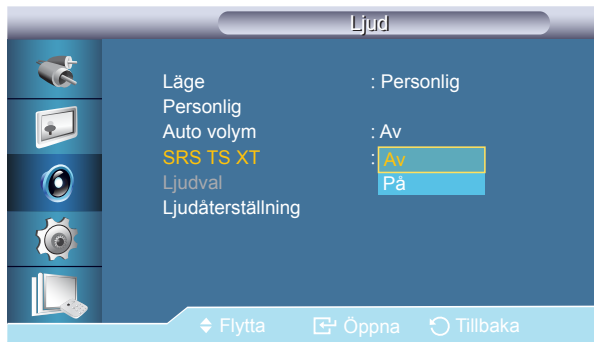 Ljud
Läge : Personlig
Personlig
Auto volym : Av
SRS TS XT : Av
På
Ljudval
Ljudåterställning
Flytta Öppna Tillbaka